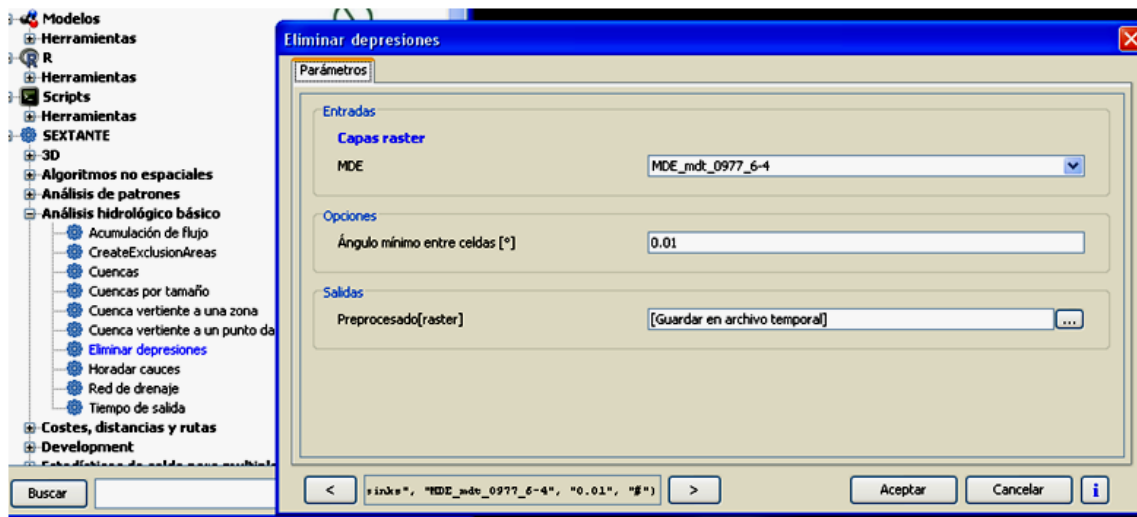 Modelos
Herramientas
R
Herramientas
Scripts
Herramientas
SEXTANTE
3D
Algoritmos no espaciales
Análisis de patrones
Análisis hidrológico básico
Acumulación de flujo
CreateExclusionAreas
Cuencas
Cuencas por tamaño
Cuenca vertiente a una zona
Cuenca vertiente a un punto da
Eliminar depresiones
Horadar cauces
Red de drenaje
Tiempo de salida
Costes, distancias y rutas
Development
Buscar
Eliminar depresiones
Parámetros
Entradas
Capas raster
MDE MDE_mdt_0977_6-4
Opciones
Ángulo mínimo entre celdas [º] 0.01
Salidas
Preprocesado[raster] [Guardar en archivo temporal] ...
< sinks", "MDE_mdt_0977_6-4", "0.01", "#") > Aceptar Cancelar i